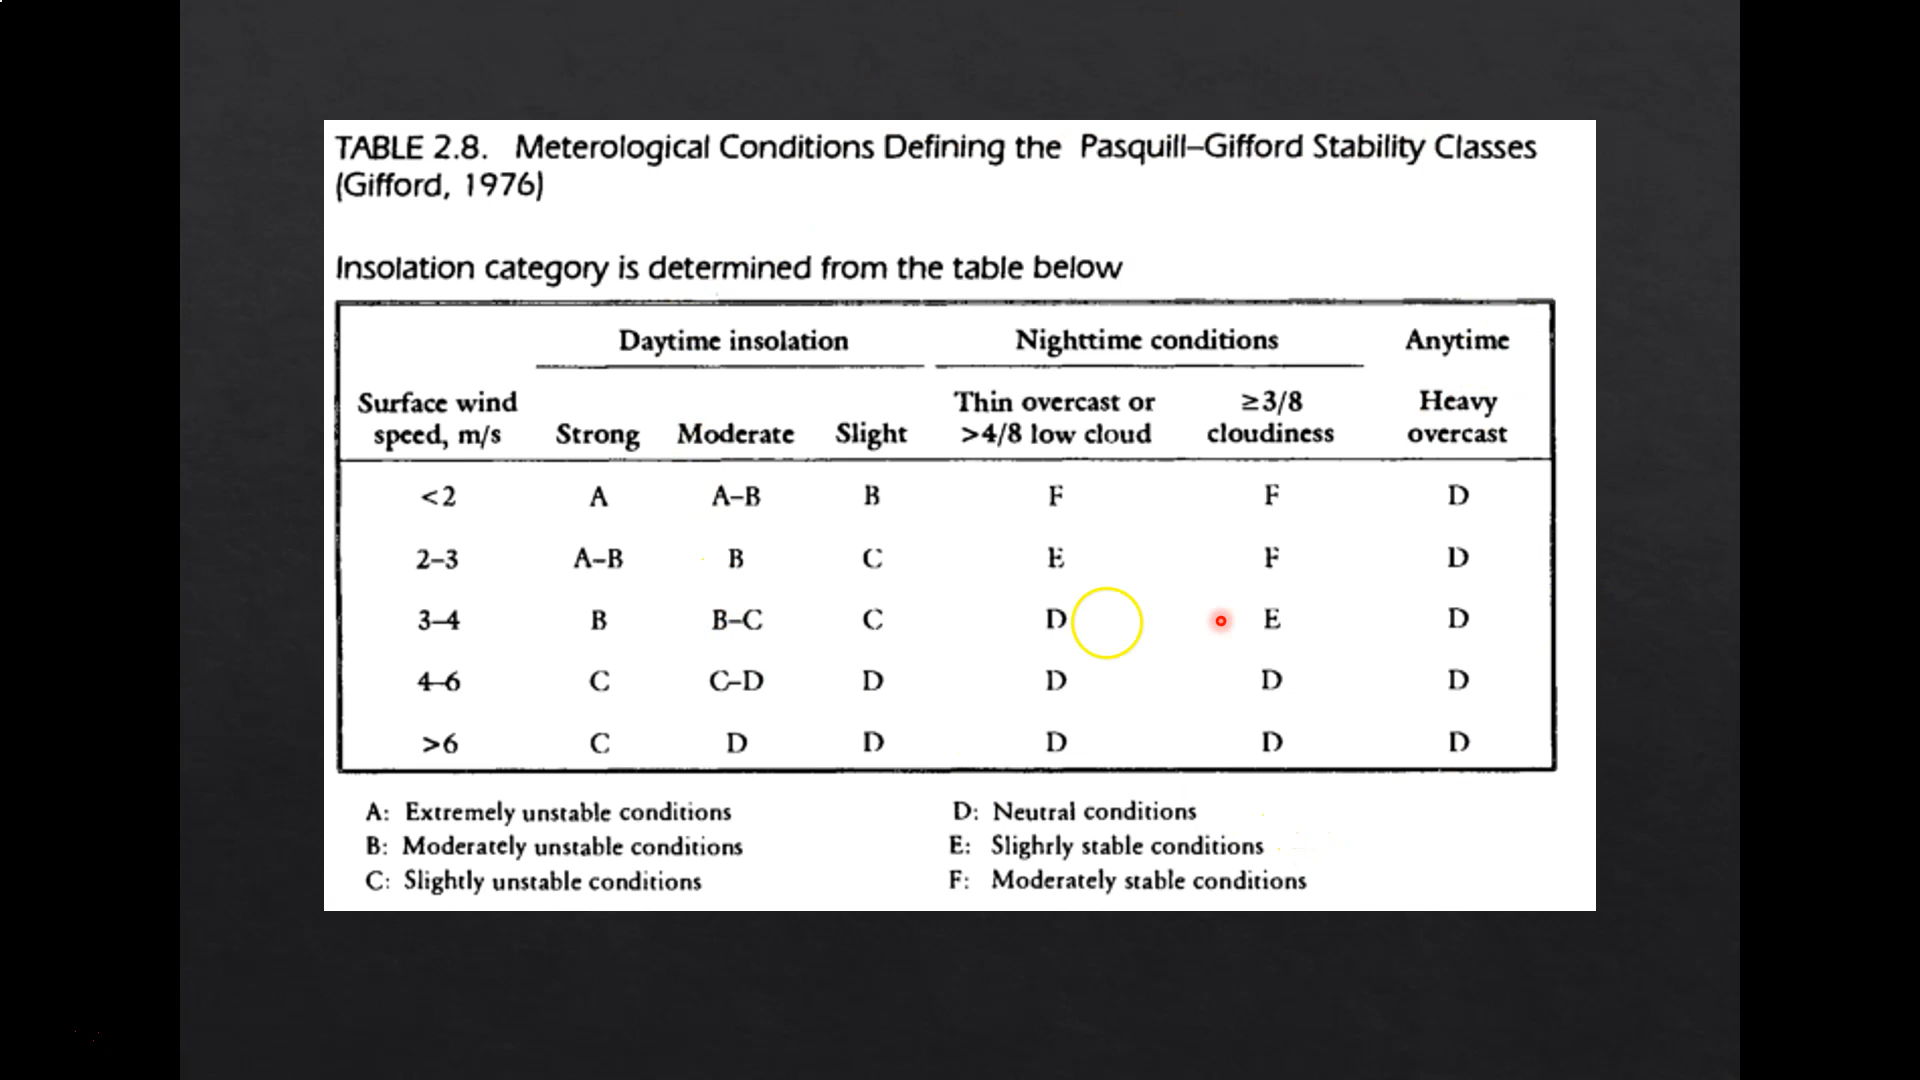 TABLE 2.8. Meterological Conditions Defining the Pasquill–Gifford Stability Classes
(Gifford, 1976)
Insolation category is determined from the table below
Daytime insolation Nighttime conditions Anytime
Surface wind Thin overcast or ≥3/8 Heavy
speed, m/s Strong Moderate Slight >4/8 low cloud cloudiness overcast
<2 A A–B B F F D
2–3 A–B B C E F D
3–4 B B–C C D E D
4–6 C C–D D D D D
>6 C D D D D D
A: Extremely unstable conditions D: Neutral conditions
B: Moderately unstable conditions E: Slighrly stable conditions
C: Slightly unstable conditions F: Moderately stable conditions